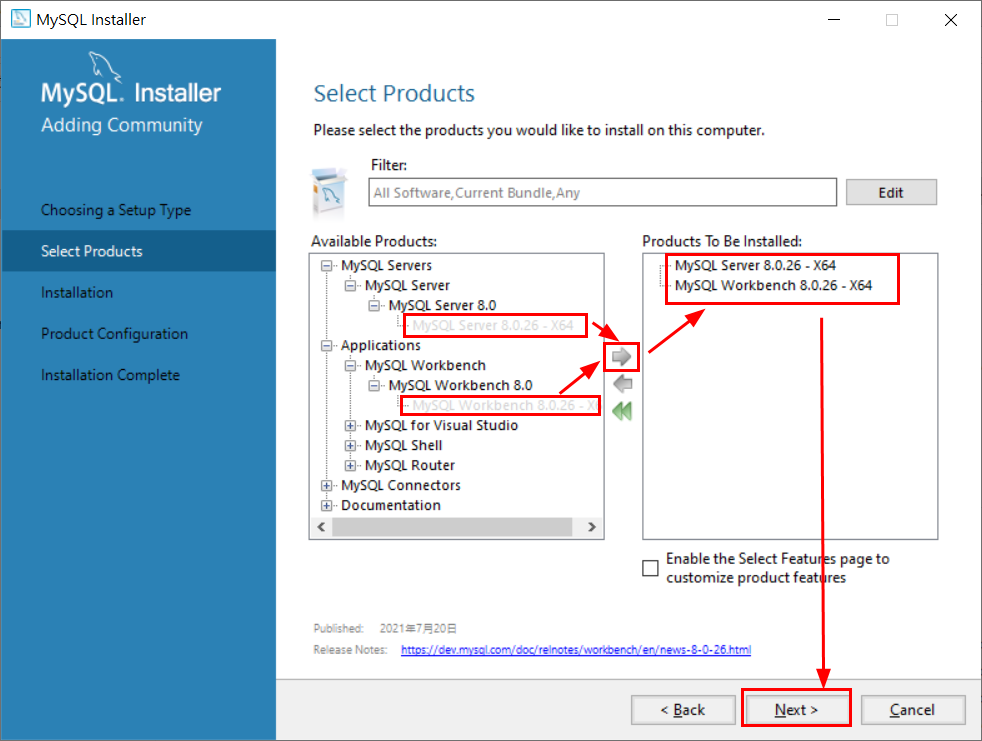 MySQL Installer
MySQL. Installer
Adding Community
Choosing a Setup Type
Select Products
Installation
Product Configuration
Installation Complete
Select Products
Please select the products you would like to install on this computer.
Filter:
All Software,Current Bundle,Any
Edit
Available Products:
MySQL Servers
MySQL Server
MySQL Server 8.0
MySQL Server 8.0.26 - X64
Applications
MySQL Workbench
MySQL Workbench 8.0
MySQL Workbench 8.0.26 - X6
MySQL for Visual Studio
MySQL Shell
MySQL Router
MySQL Connectors
Documentation
Products To Be Installed:
MySQL Server 8.0.26 - X64
MySQL Workbench 8.0.26 - X64
Enable the Select Features page to
customize product features
Published: 2021年7月20日
Release Notes: https://dev.mysql.com/doc/relnotes/workbench/en/news-8-0-26.html
< Back
Next >
Cancel